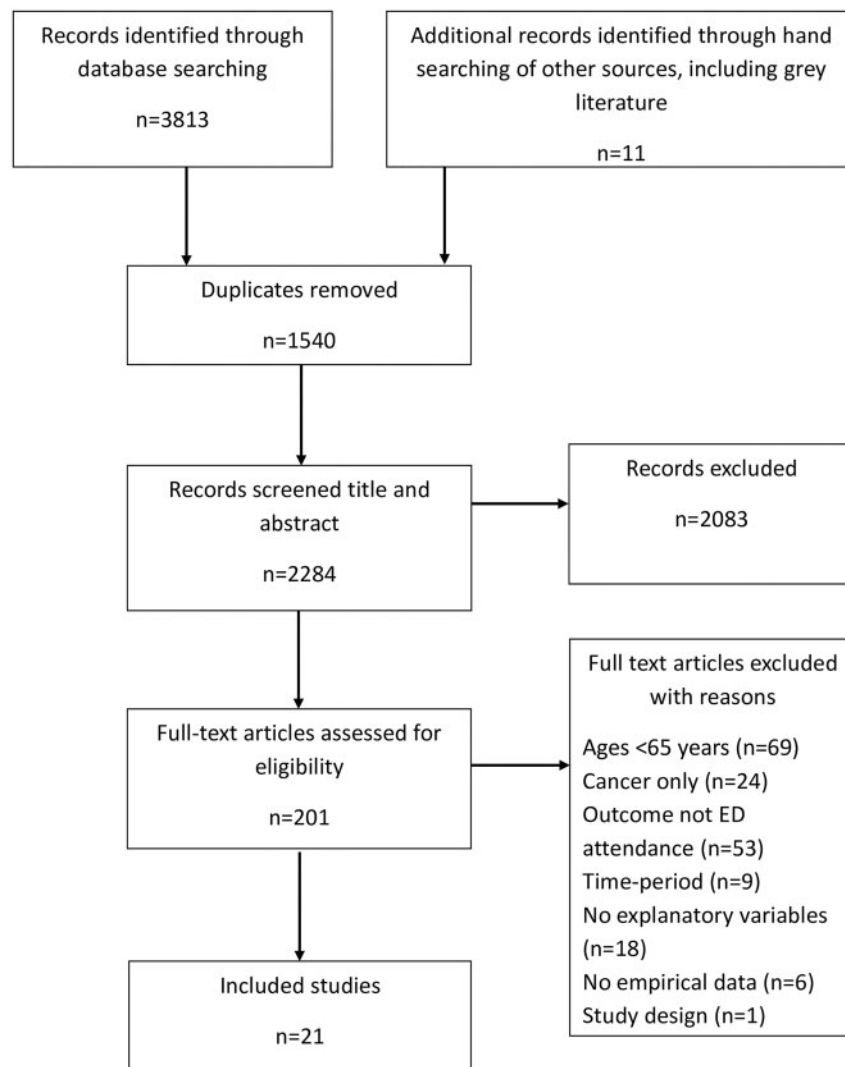 Records identified through
database searching
n=3813
Additional records identified through hand
searching of other sources, including grey
literature
n=11
Duplicates removed
n=1540
Records screened title and
abstract
n=2284
Records excluded
n=2083
Full-text articles assessed for
eligibility
n=201
Full text articles excluded
with reasons
Ages <65 years (n=69)
Cancer only (n=24)
Outcome not ED
attendance (n=53)
Time-period (n=9)
No explanatory variables
(n=18)
No empirical data (n=6)
Study design (n=1)
Included studies
n=21